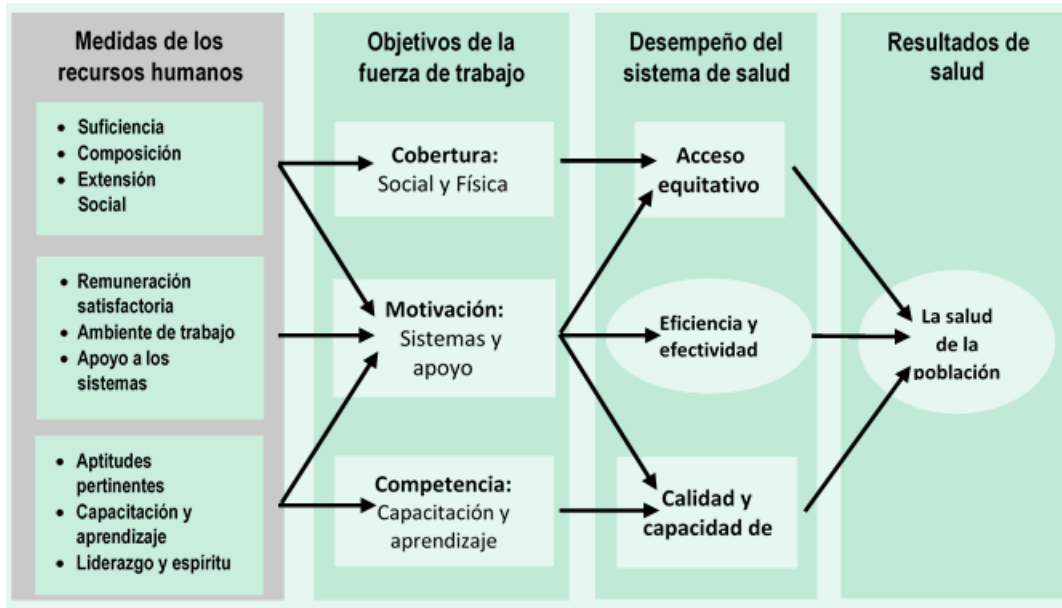 Medidas de los
recursos humanos
• Suficiencia
• Composición
• Extensión
Social
• Remuneración
satisfactoria
• Ambiente de trabajo
• Apoyo a los
sistemas
• Aptitudes
pertinentes
• Capacitación y
aprendizaje
• Liderazgo y espíritu
Objetivos de la
fuerza de trabajo
Cobertura:
Social y Física
Motivación:
Sistemas y
apoyo
Competencia:
Capacitación y
aprendizaje
Desempeño del
sistema de salud
Acceso
equitativo
Eficiencia y
efectividad
Calidad y
capacidad de
Resultados de
salud
La salud
de la
población